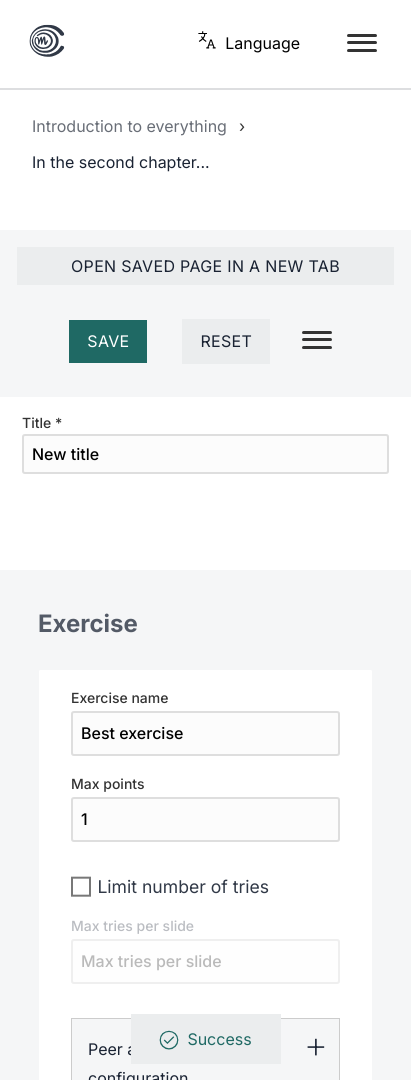 Language
Introduction to everything ›
In the second chapter...
OPEN SAVED PAGE IN A NEW TAB
SAVE
RESET
Title *
New title
Exercise
Exercise name
Best exercise
Max points
1
Limit number of tries
Max tries per slide
Max tries per slide
Peer
Success
configuration